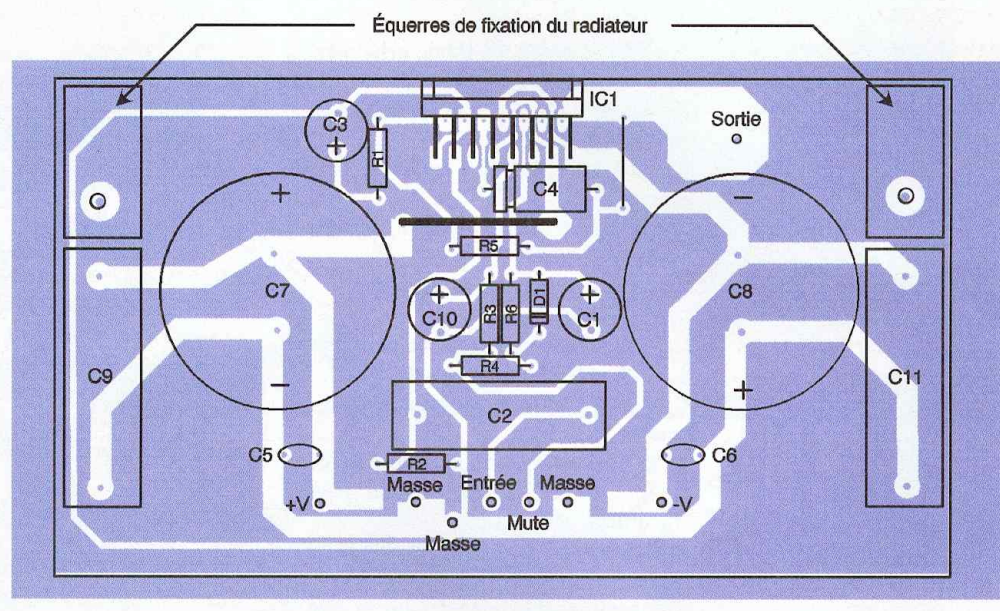 Équerres de fixation du radiateur
IC1
C3
+
R1
Sortie
C4
+
−
R5
C7
C8
+
C10
R3
R6
D1
+
C1
R4
C9
−
+
C11
C2
C5
C6
R2
Masse
Entrée
Masse
+V
-V
Mute
Masse